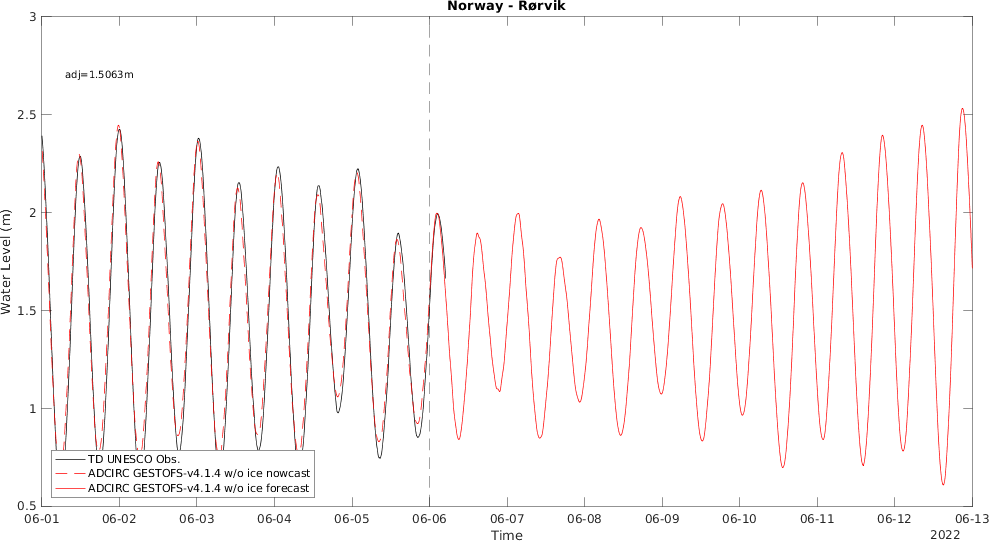 Norway - Rørvik
3
adj=1.5063m
2.5
2
Water Level (m)
1.5
1
TD UNESCO Obs.
ADCIRC GESTOFS-v4.1.4 w/o ice nowcast
ADCIRC GESTOFS-v4.1.4 w/o ice forecast
0.5
06-01 06-02 06-03 06-04 06-05 06-06 06-07 06-08 06-09 06-10 06-11 06-12 06-13
Time
2022